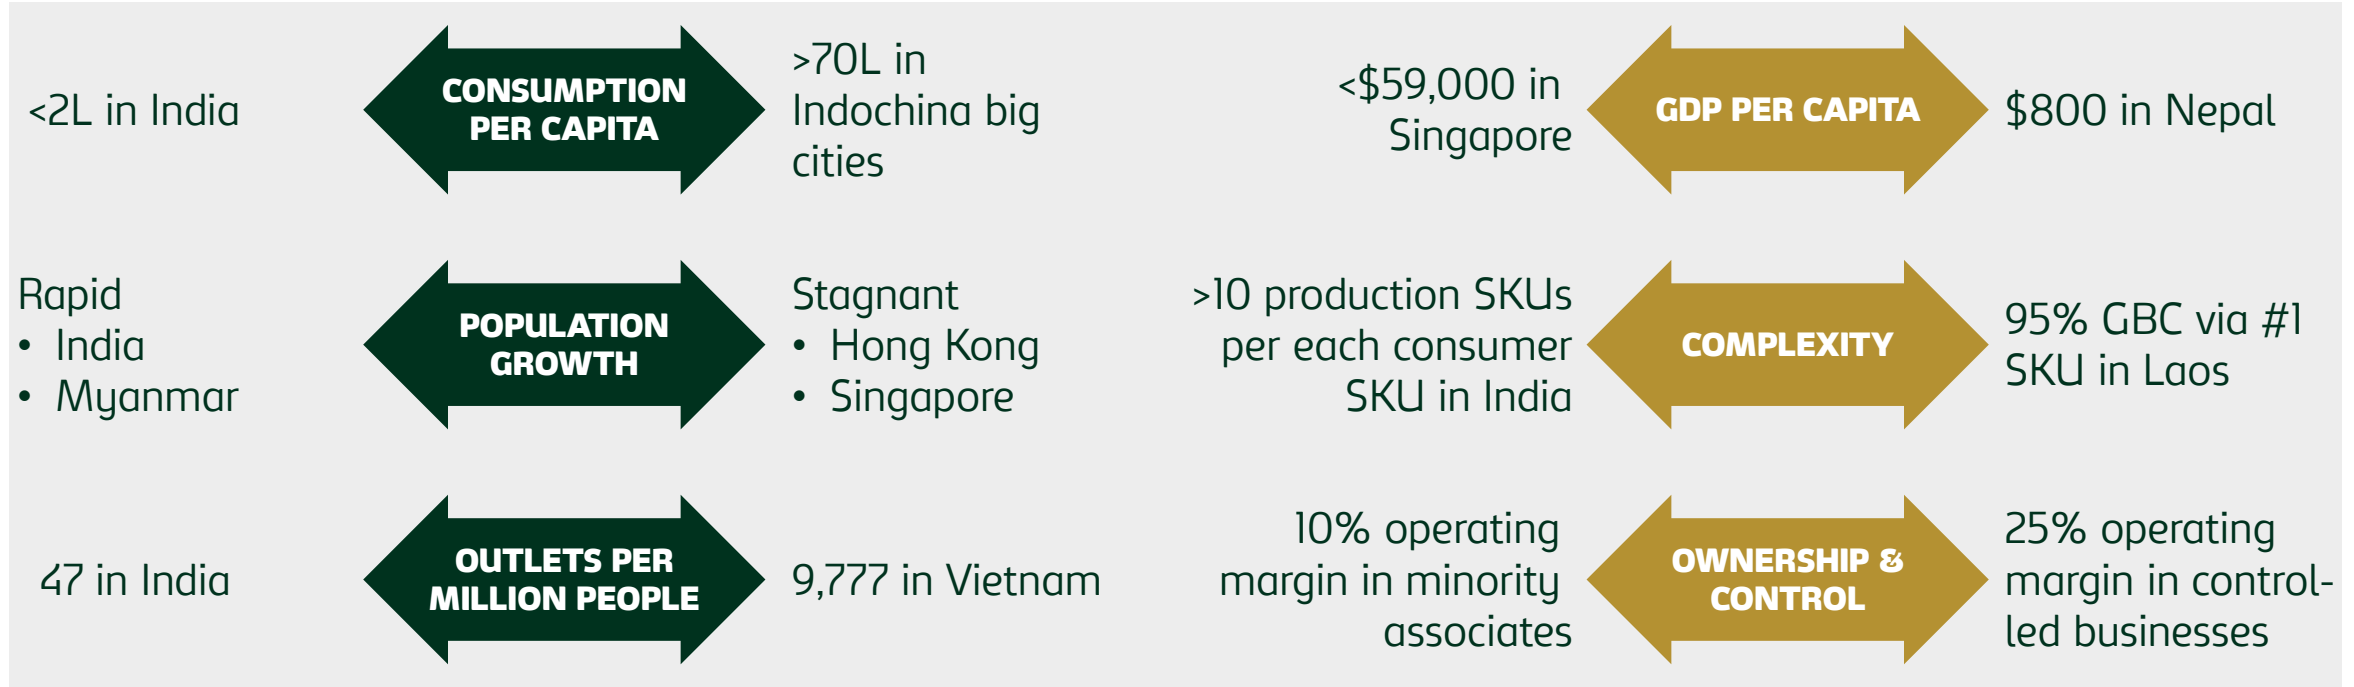 <2L in India
CONSUMPTION
PER CAPITA
>70L in
Indochina big
cities
<$59,000 in
Singapore
GDP PER CAPITA
$800 in Nepal
Rapid
• India
• Myanmar
POPULATION
GROWTH
Stagnant
• Hong Kong
• Singapore
>10 production SKUs
per each consumer
SKU in India
COMPLEXITY
95% GBC via #1
SKU in Laos
47 in India
OUTLETS PER
MILLION PEOPLE
9,777 in Vietnam
10% operating
margin in minority
associates
OWNERSHIP &
CONTROL
25% operating
margin in control-
led businesses